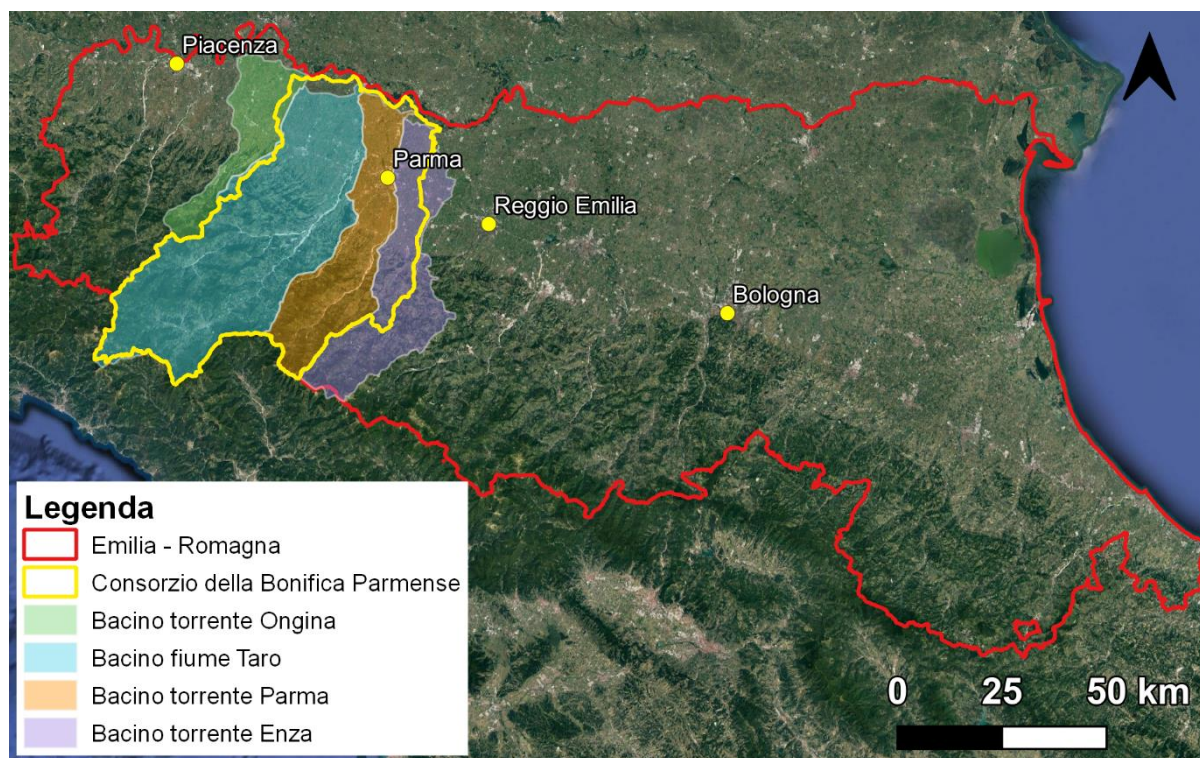 Piacenza
Parma
Reggio Emilia
Bologna
Legenda
Emilia - Romagna
Consorzio della Bonifica Parmense
Bacino torrente Ongina
Bacino fiume Taro
Bacino torrente Parma
Bacino torrente Enza
0 25 50 km